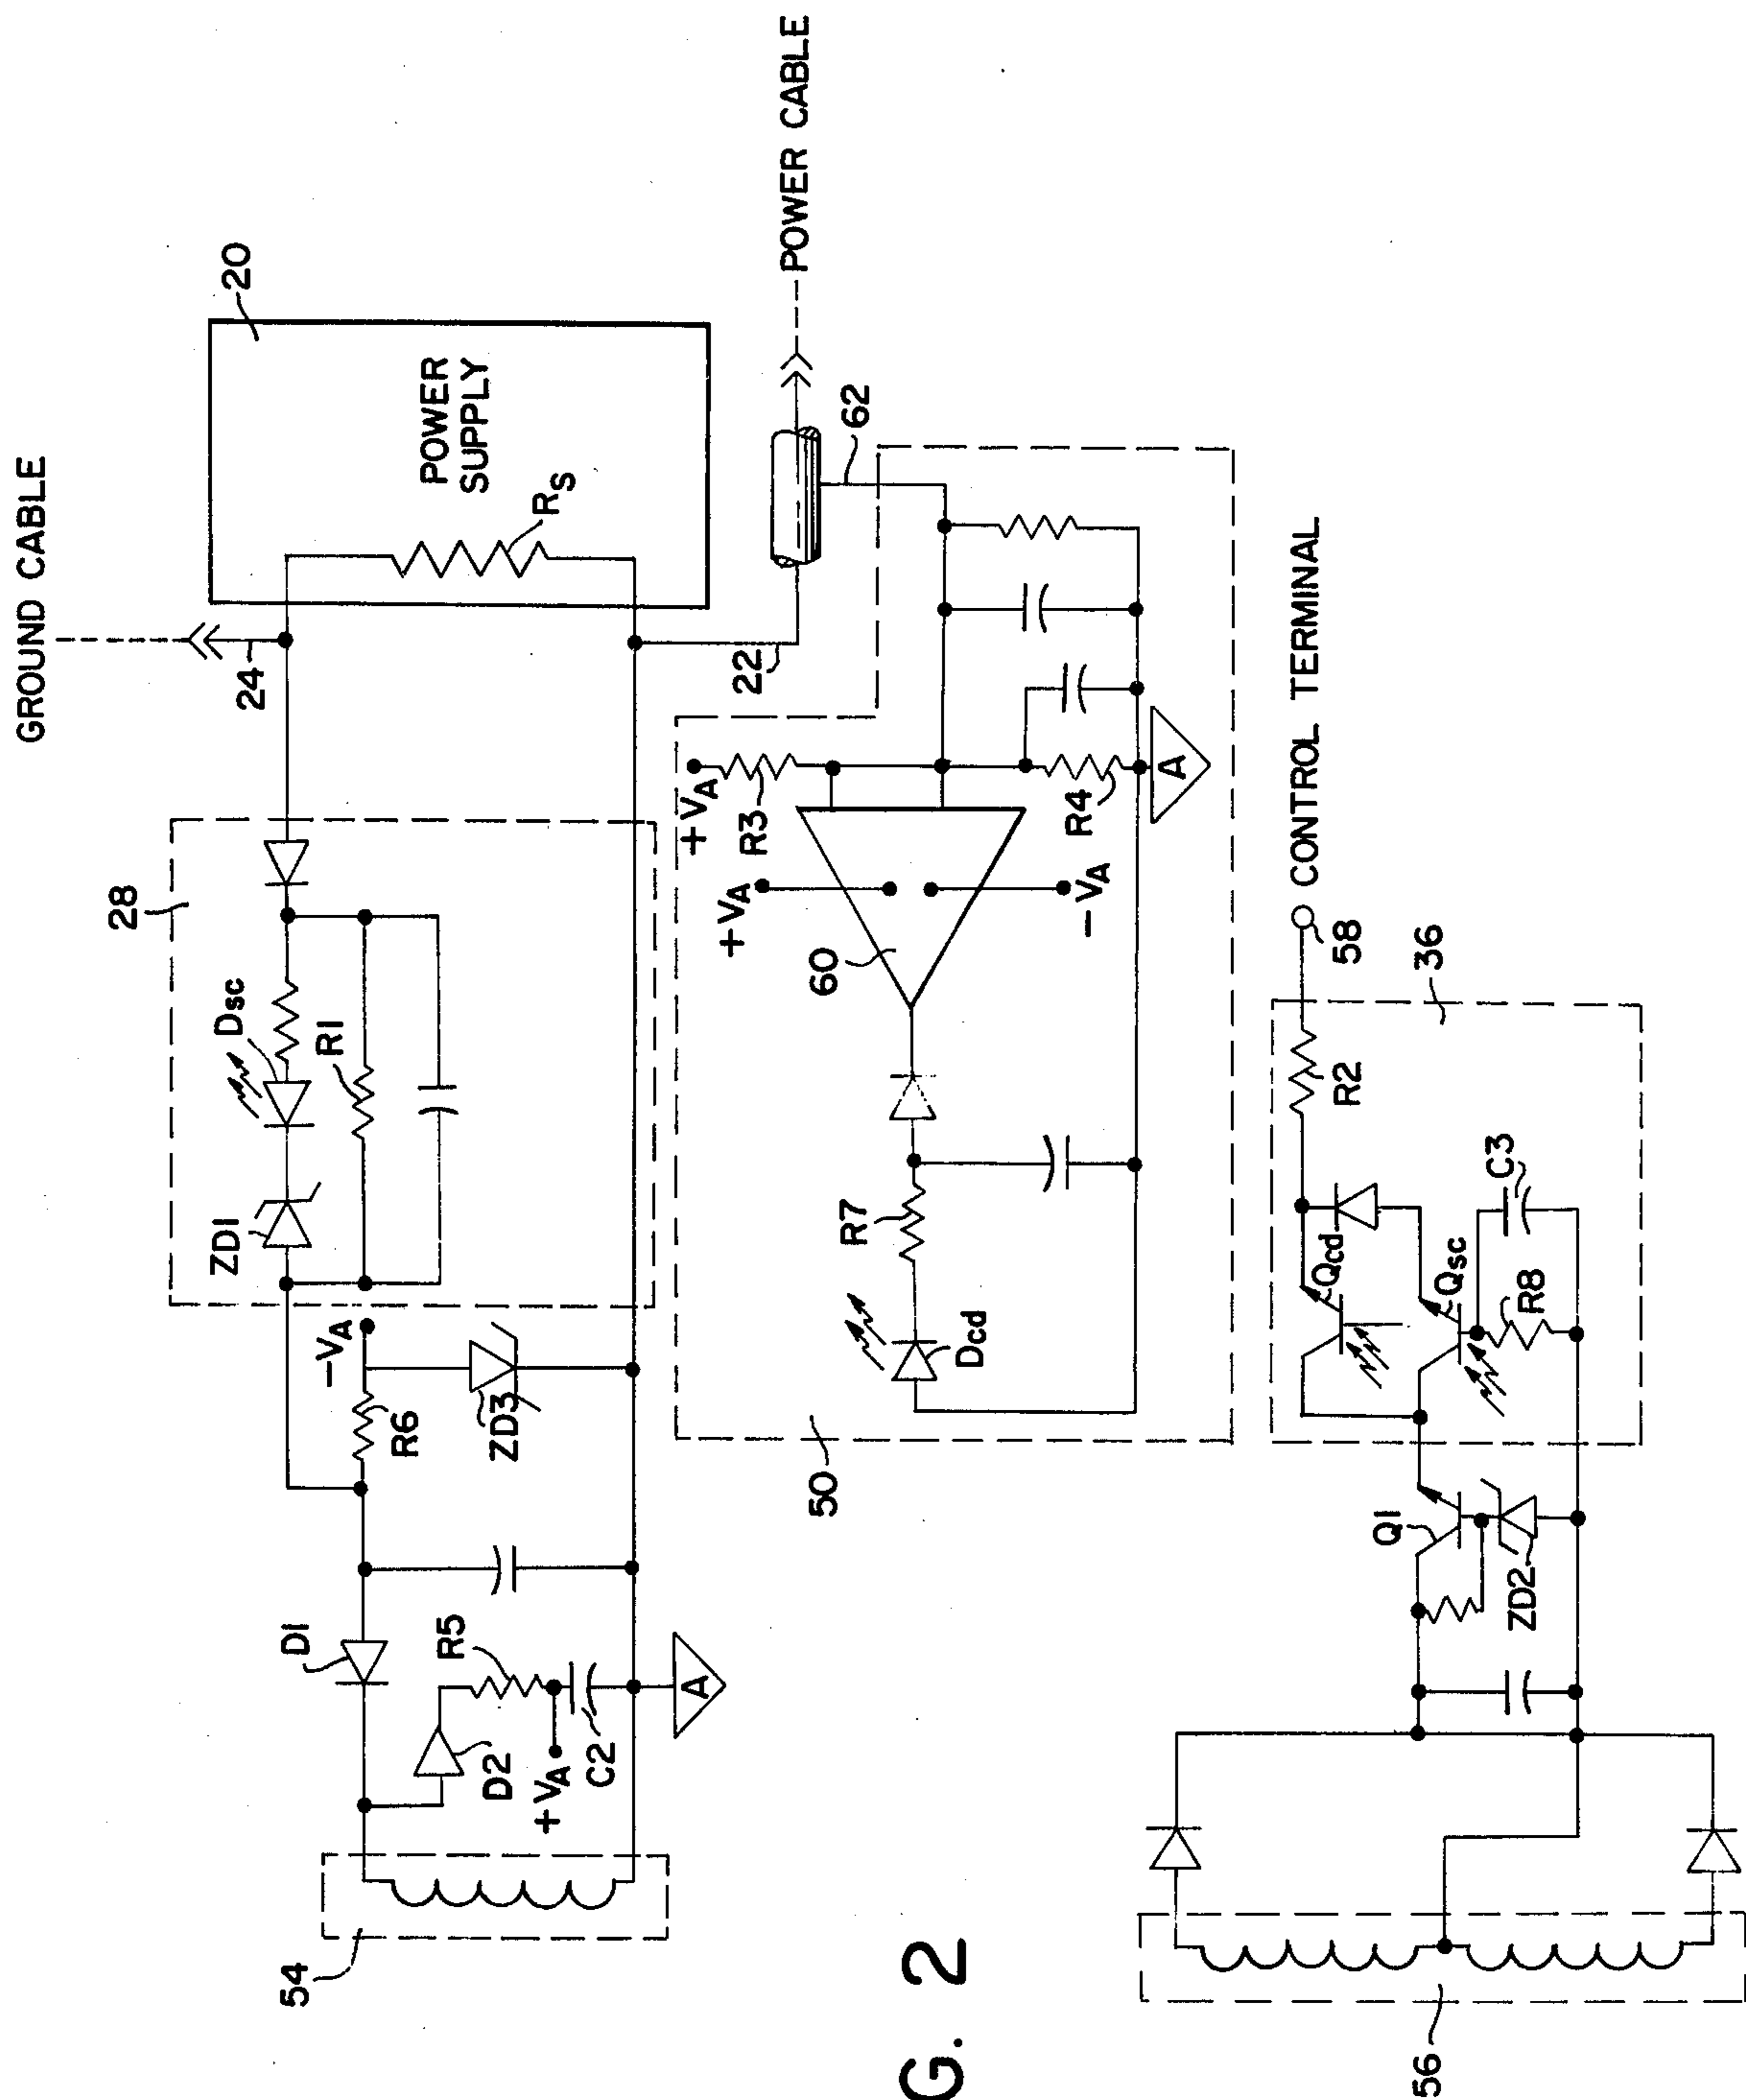 GROUND CABLE
24
20
POWER
SUPPLY
RS
28
Dsc
R1
ZD1
-VA
R6
ZD3
D1
D2
R5
+VA
C2
A
54
22
POWER CABLE
62
+VA
R3
+VA
60
-VA
R4
A
R7
Dcd
50
CONTROL TERMINAL
58
36
R2
Qcd
Qsc
C3
R8
Q1
ZD2
56
G. 2